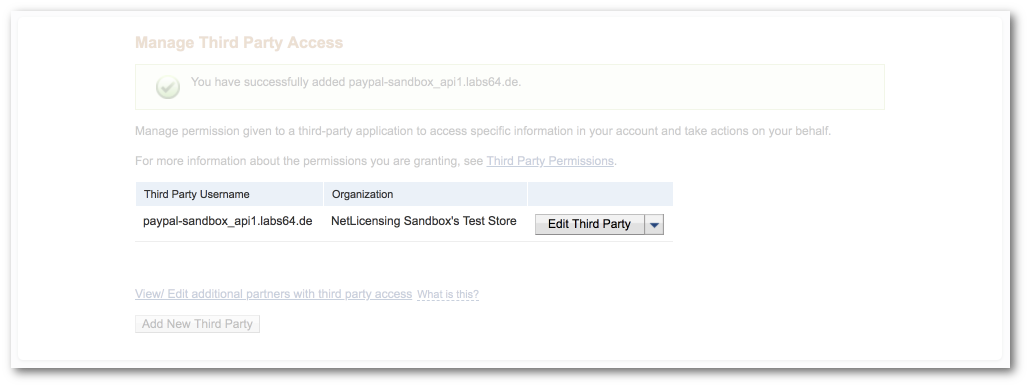 Manage Third Party Access
You have successfully added paypal-sandbox_api1.labs64.de.
Manage permission given to a third-party application to access specific information in your account and take actions on your behalf.
For more information about the permissions you are granting, see Third Party Permissions.
Third Party Username Organization
paypal-sandbox_api1.labs64.de NetLicensing Sandbox's Test Store Edit Third Party
View/ Edit additional partners with third party access What is this?
Add New Third Party